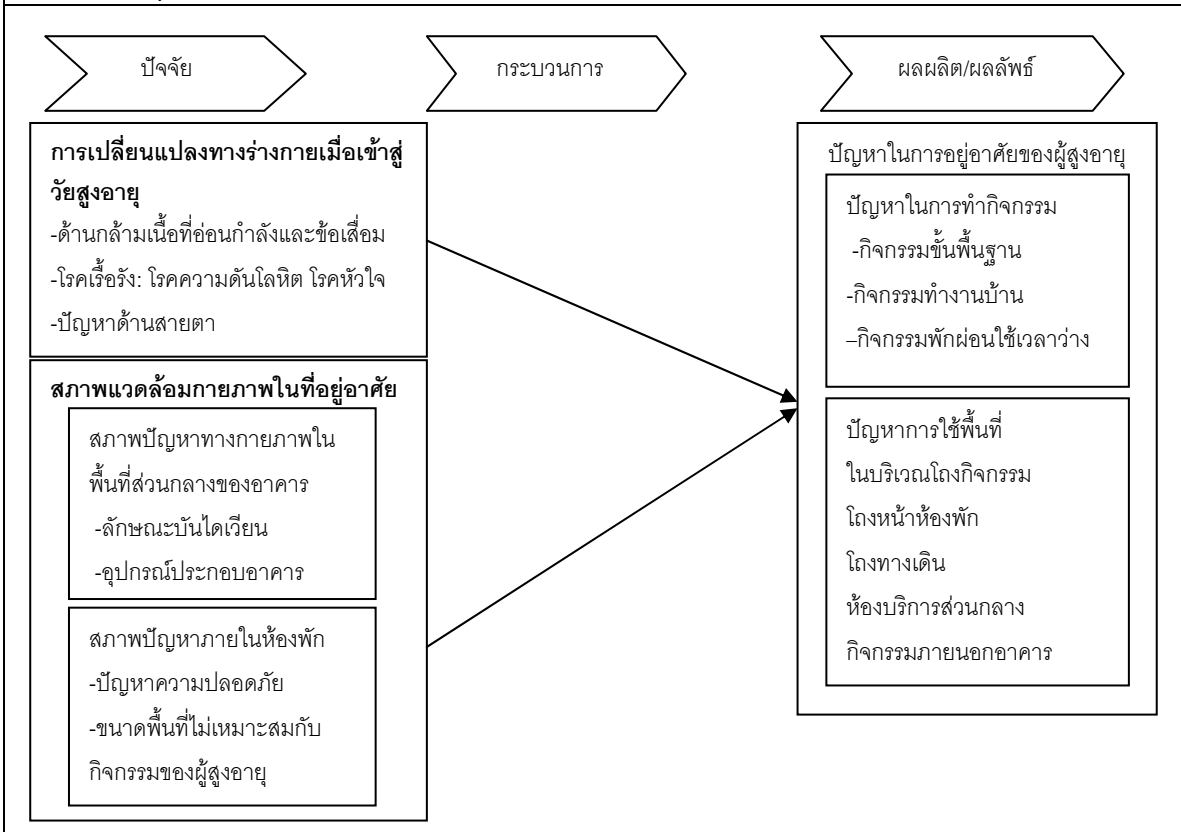 ปัจจัย
กระบวนการ
ผลผลิต/ผลลัพธ์
การเปลี่ยนแปลงทางร่างกายเมื่อเข้าสู่
วัยสูงอายุ
-ด้านกล้ามเนื้อที่อ่อนกำลังและข้อเสื่อม
-โรคเรื้อรัง: โรคความดันโลหิต โรคหัวใจ
-ปัญหาด้านสายตา
สภาพแวดล้อมกายภาพในที่อยู่อาศัย
สภาพปัญหาทางกายภาพใน
พื้นที่ส่วนกลางของอาคาร
-ลักษณะบันไดเวียน
-อุปกรณ์ประกอบอาคาร
สภาพปัญหาภายในห้องพัก
-ปัญหาความปลอดภัย
-ขนาดพื้นที่ไม่เหมาะสมกับ
กิจกรรมของผู้สูงอายุ
ปัญหาในการอยู่อาศัยของผู้สูงอายุ
ปัญหาในการทำกิจกรรม
-กิจกรรมขั้นพื้นฐาน
-กิจกรรมทำงานบ้าน
–กิจกรรมพักผ่อนใช้เวลาว่าง
ปัญหาการใช้พื้นที่
ในบริเวณโถงกิจกรรม
โถงหน้าห้องพัก
โถงทางเดิน
ห้องบริการส่วนกลาง
กิจกรรมภายนอกอาคาร